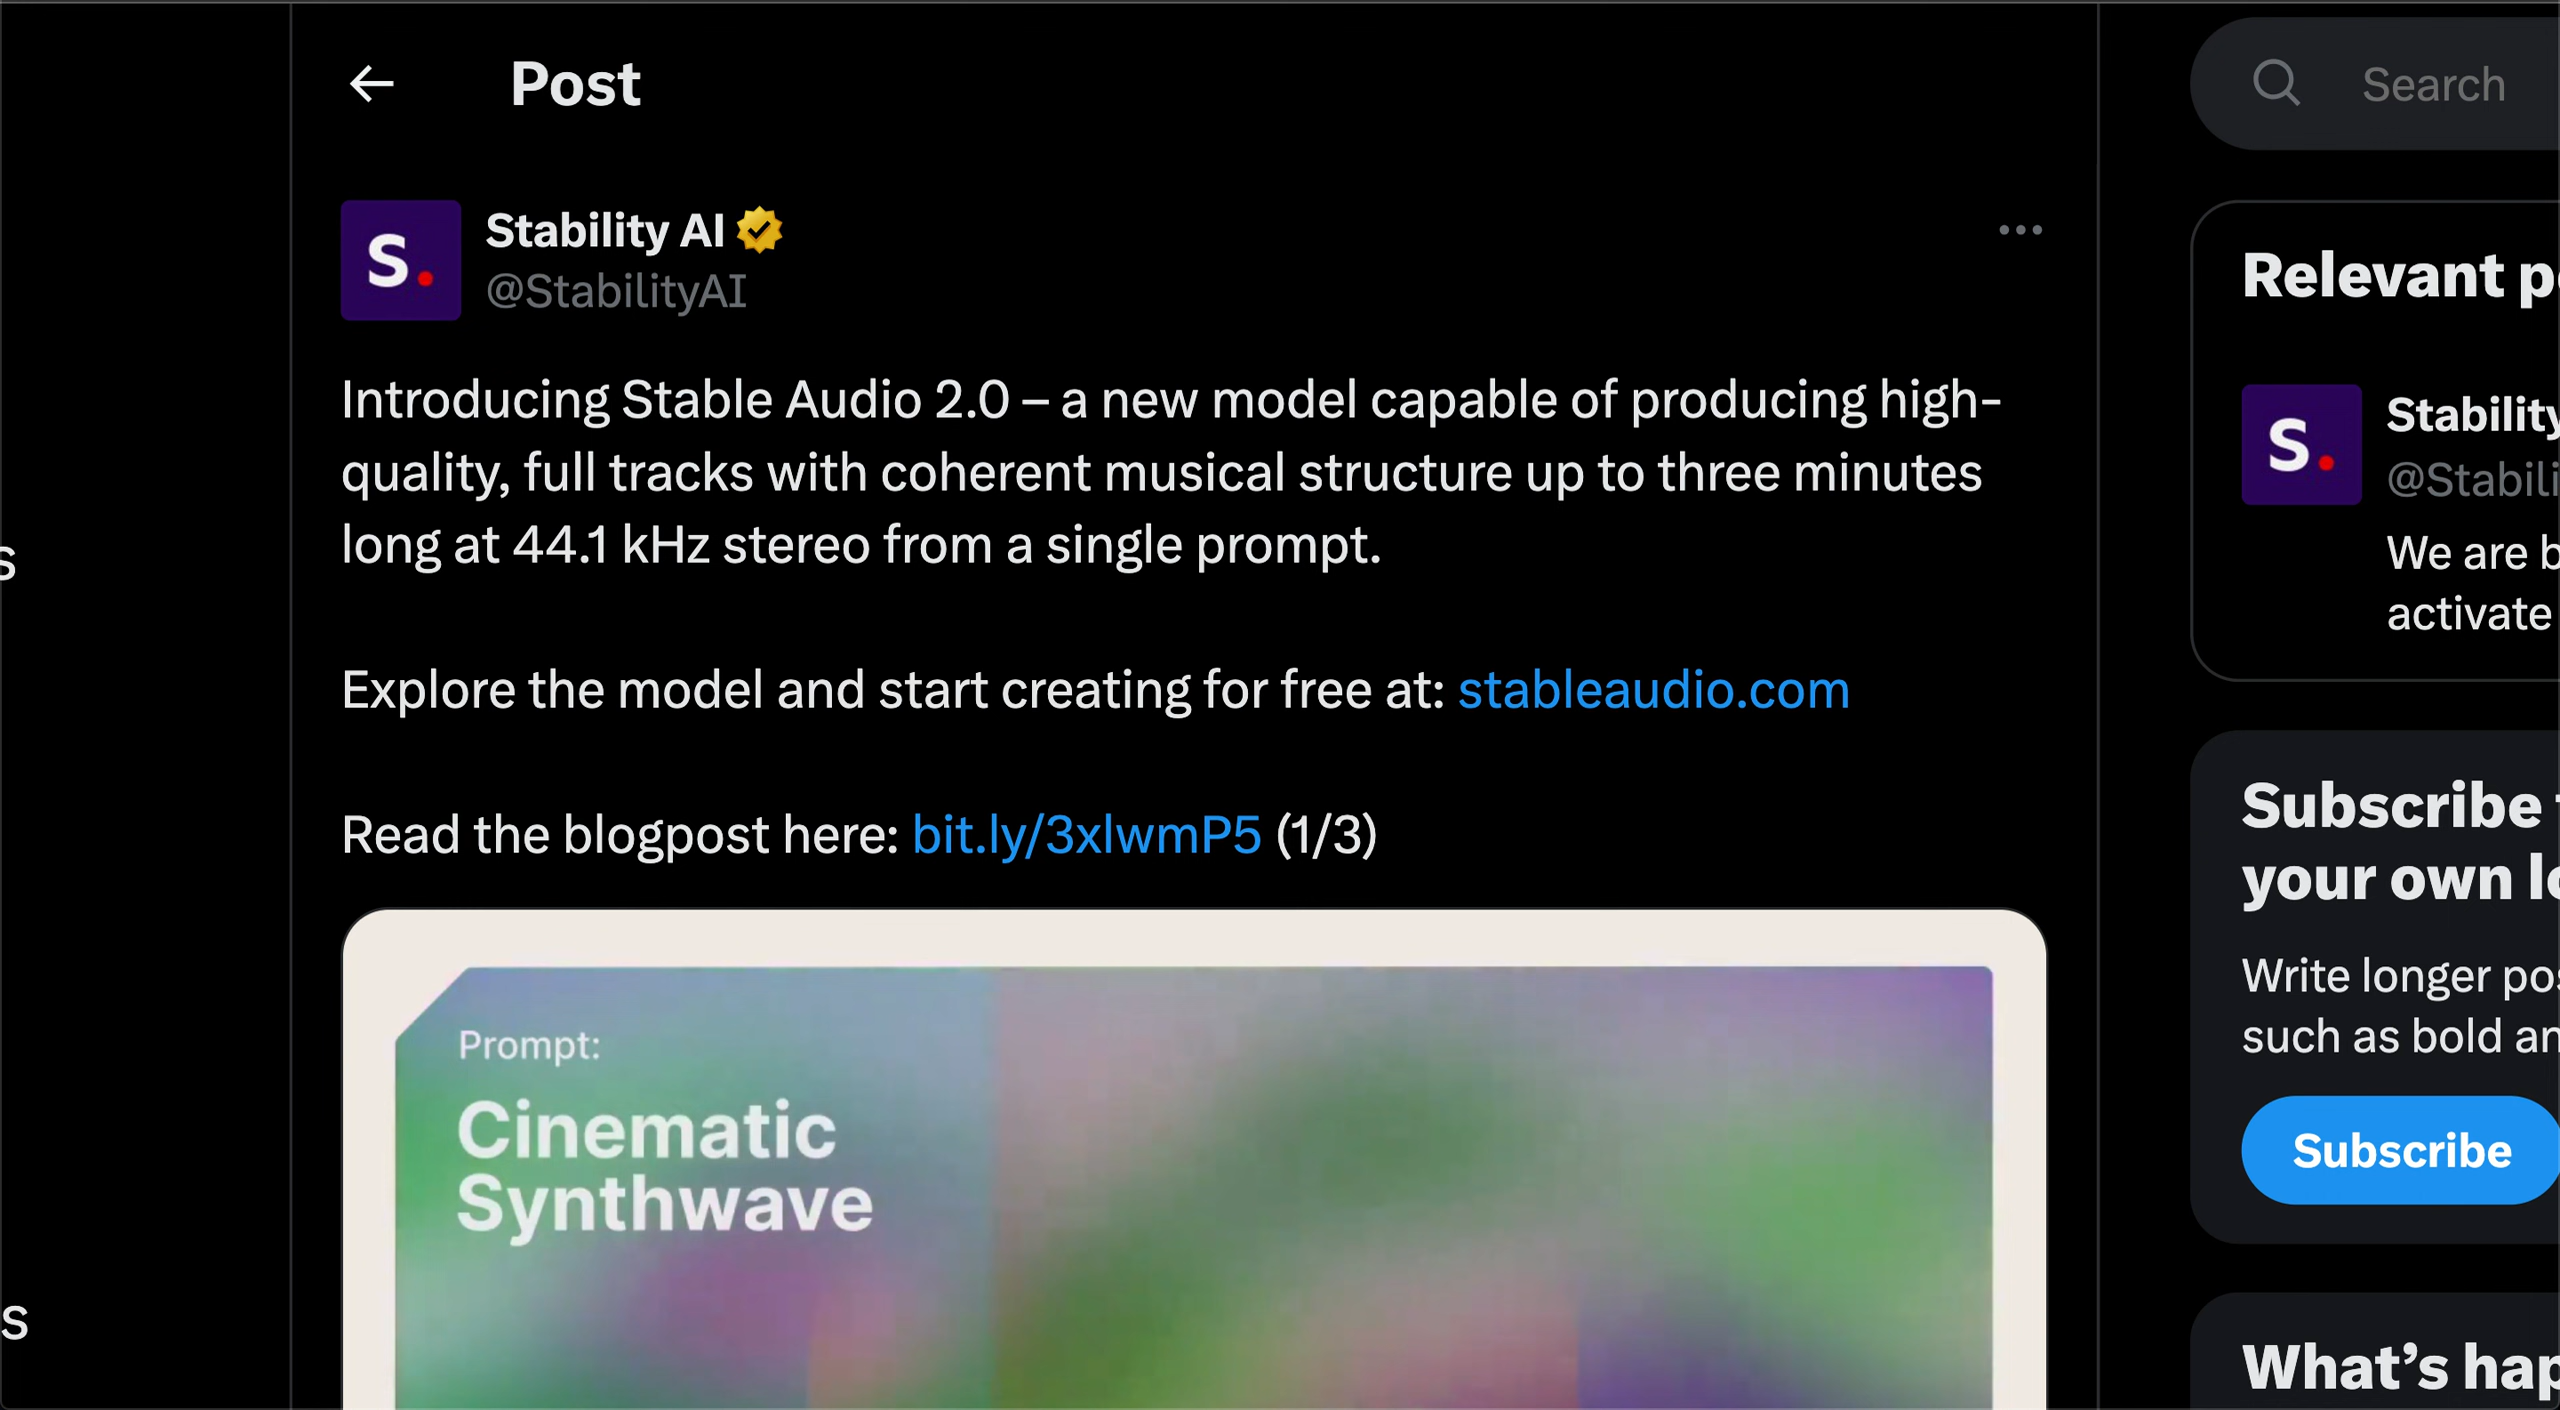 Post
Search
Stability AI
@StabilityAI
Introducing Stable Audio 2.0 – a new model capable of producing high-
quality, full tracks with coherent musical structure up to three minutes
long at 44.1 kHz stereo from a single prompt.
Explore the model and start creating for free at: stableaudio.com
Read the blogpost here: bit.ly/3xlwmP5 (1/3)
Prompt:
Cinematic
Synthwave
S.
Relevant
S.
Stability
We are
activate
Subscribe
your own
Write longer
such as bold
Subscribe
What's
s
s